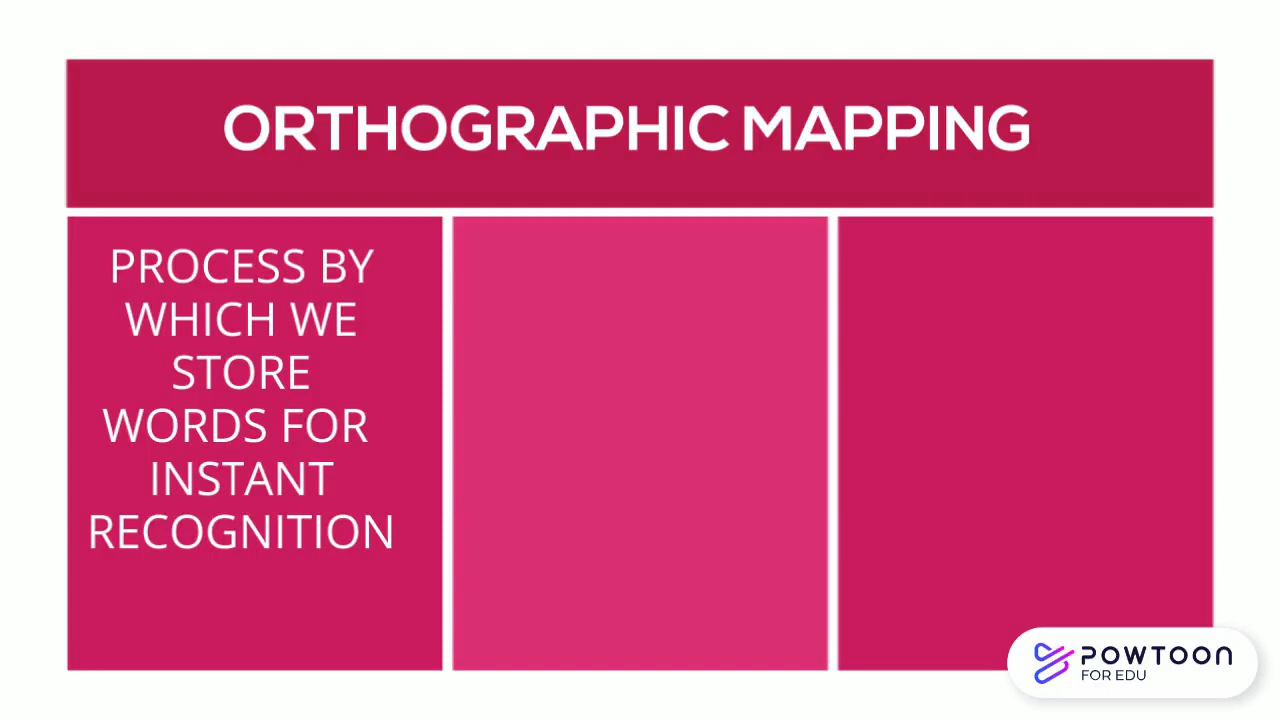 ORTHOGRAPHIC MAPPING
PROCESS BY
WHICH WE
STORE
WORDS FOR
INSTANT
RECOGNITION
POWTOON
FOR EDU